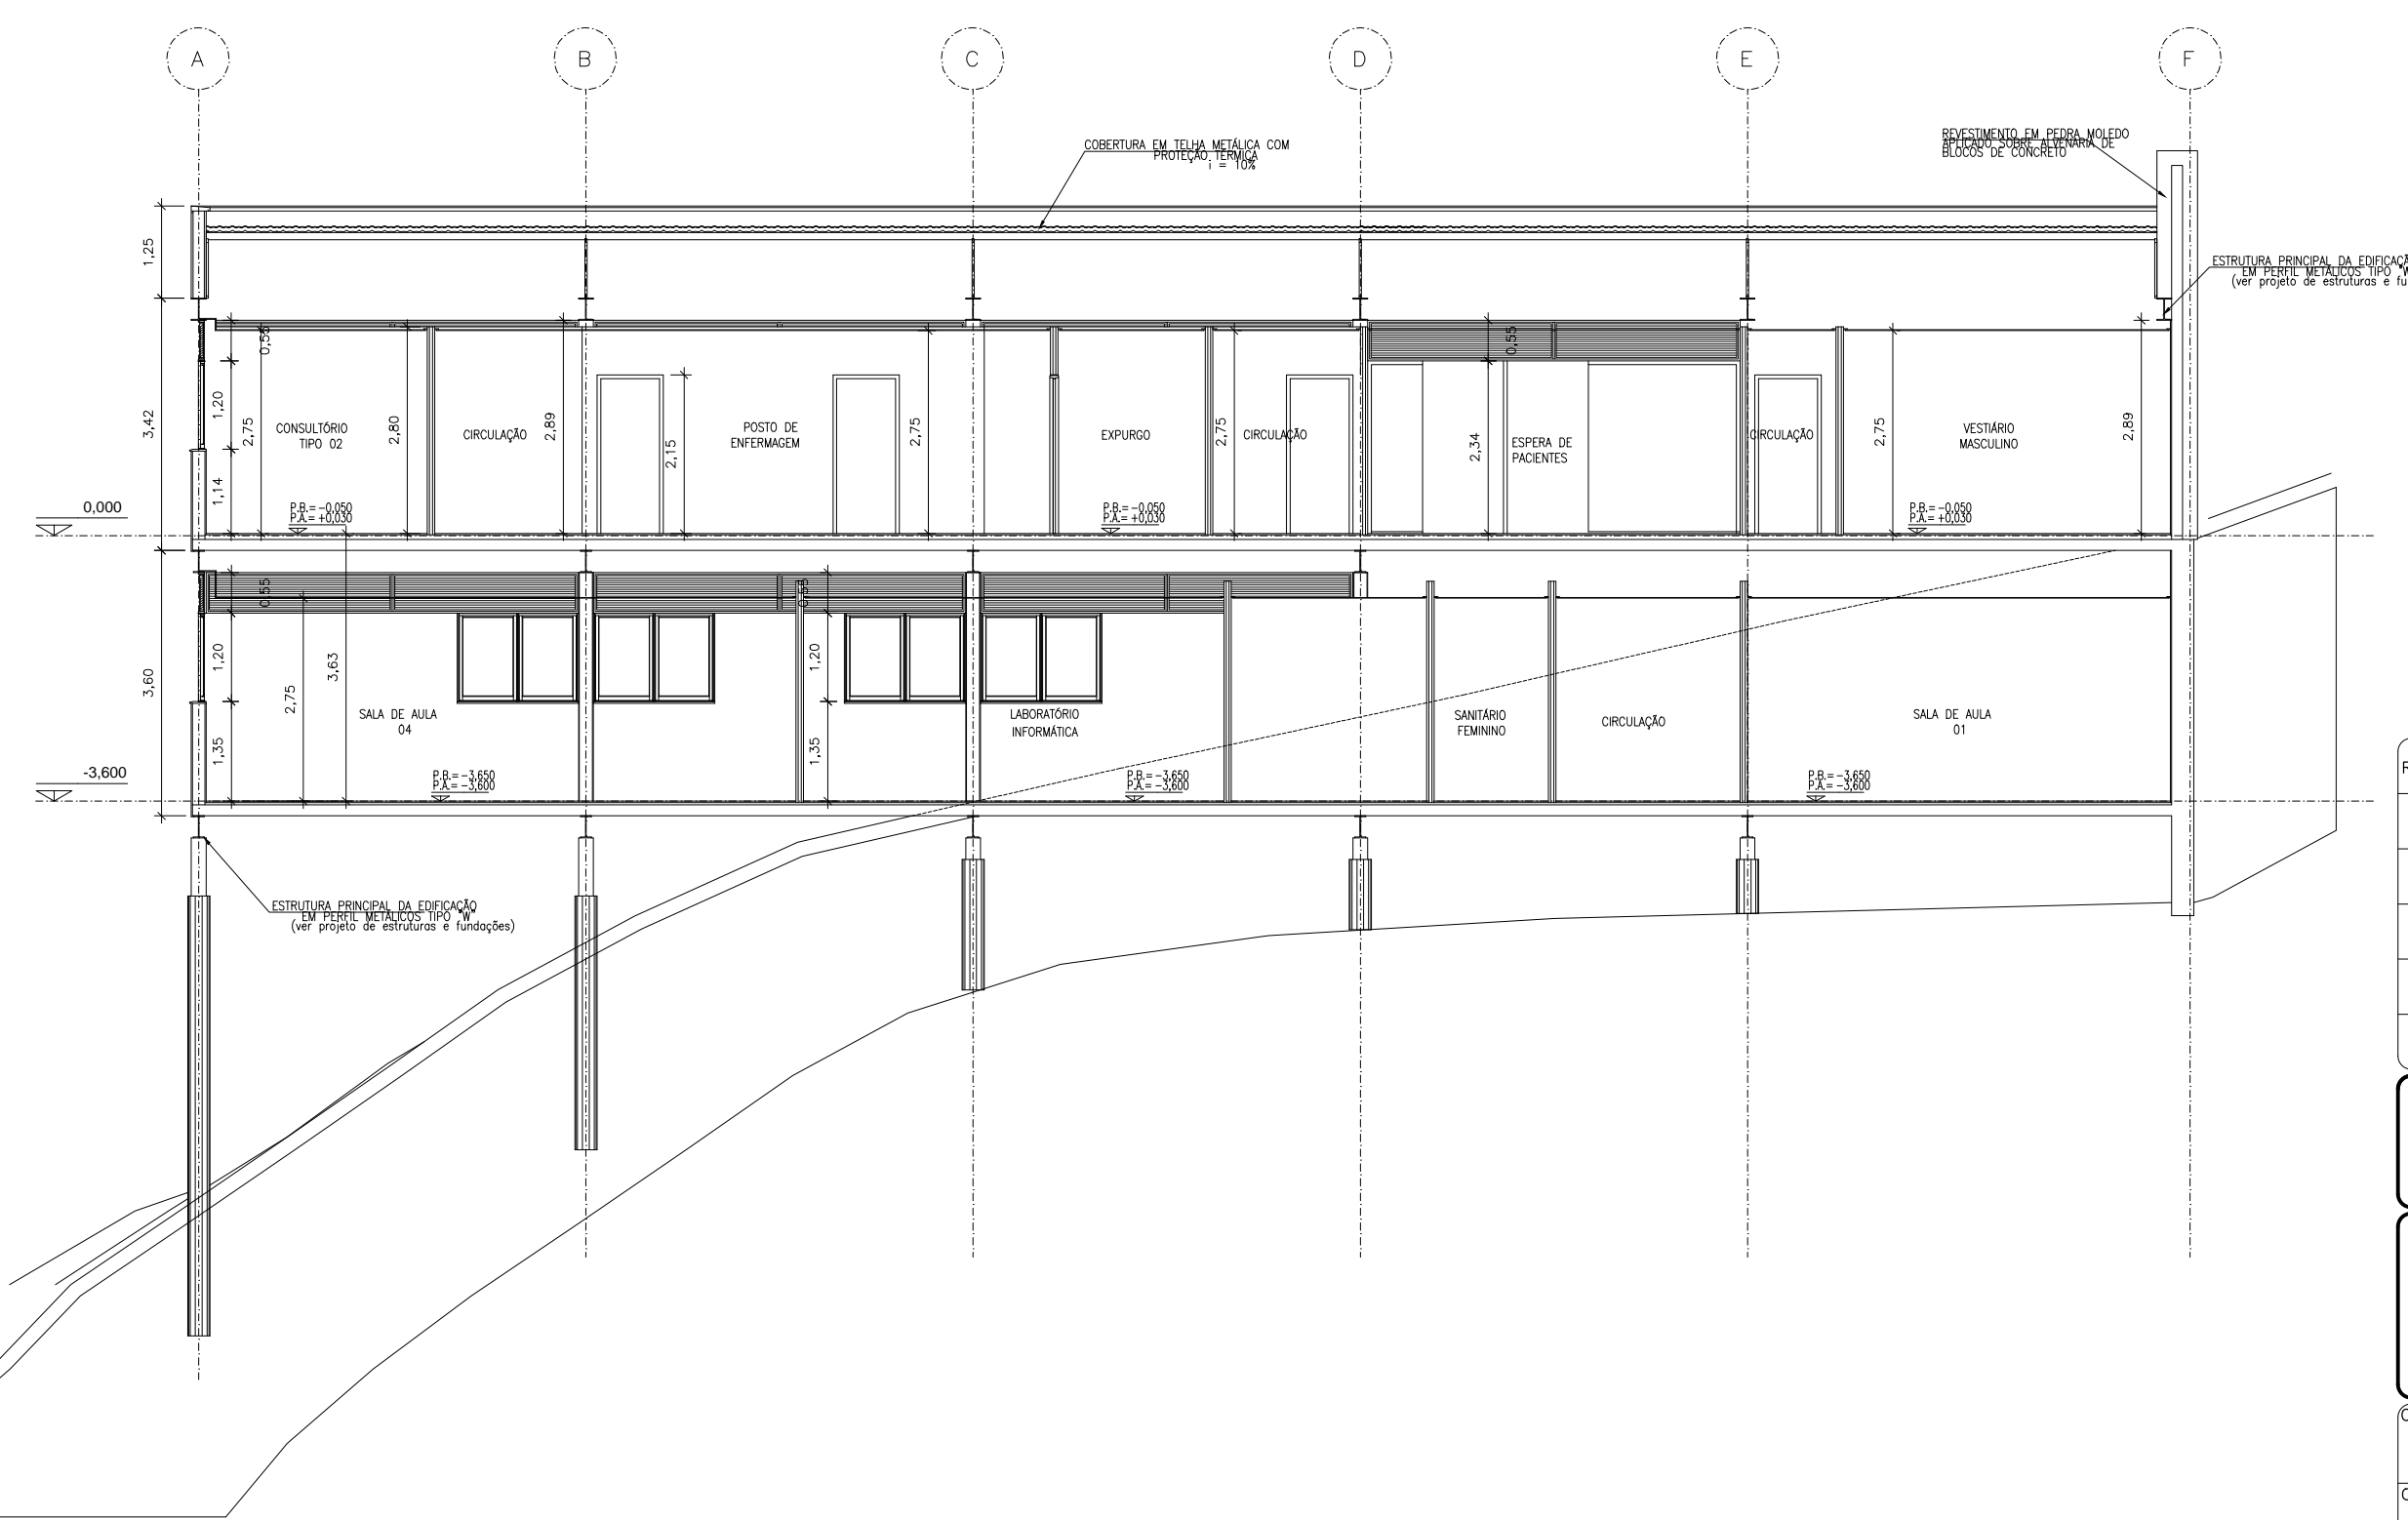 A
B
C
D
E
F
COBERTURA EM TELHA METÁLICA COM
PROTEÇÃO TÉRMICA
i = 10%
REVESTIMENTO EM PEDRA MOLEDO
APLICADO SOBRE ALVENARIA DE
BLOCOS DE CONCRETO
ESTRUTURA PRINCIPAL DA
EM PERFIL METÁLICOS TIPO
(ver projeto de estruturas e
1,25
3,42
3,60
0,55
1,20
1,14
2,75
CONSULTÓRIO
TIPO 02
2,80
CIRCULAÇÃO
2,89
2,15
POSTO DE
ENFERMAGEM
2,75
EXPURGO
2,75
CIRCULAÇÃO
0,55
2,34
ESPERA DE
PACIENTES
CIRCULAÇÃO
2,75
VESTIÁRIO
MASCULINO
2,89
0,000
P.B.= -0,050
P.A.= +0,030
P.B.= -0,050
P.A.= +0,030
P.B.= -0,050
P.A.= +0,030
0,55
1,20
1,35
2,75
3,63
SALA DE AULA
04
0,55
1,20
1,35
LABORATÓRIO
INFORMÁTICA
SANITÁRIO
FEMININO
CIRCULAÇÃO
SALA DE AULA
01
-3,600
P.B.= -3,650
P.A.= -3,600
P.B.= -3,650
P.A.= -3,600
P.B.= -3,650
P.A.= -3,600
ESTRUTURA PRINCIPAL DA EDIFICAÇÃO
EM PERFIL METÁLICOS TIPO "W"
(ver projeto de estruturas e fundações)